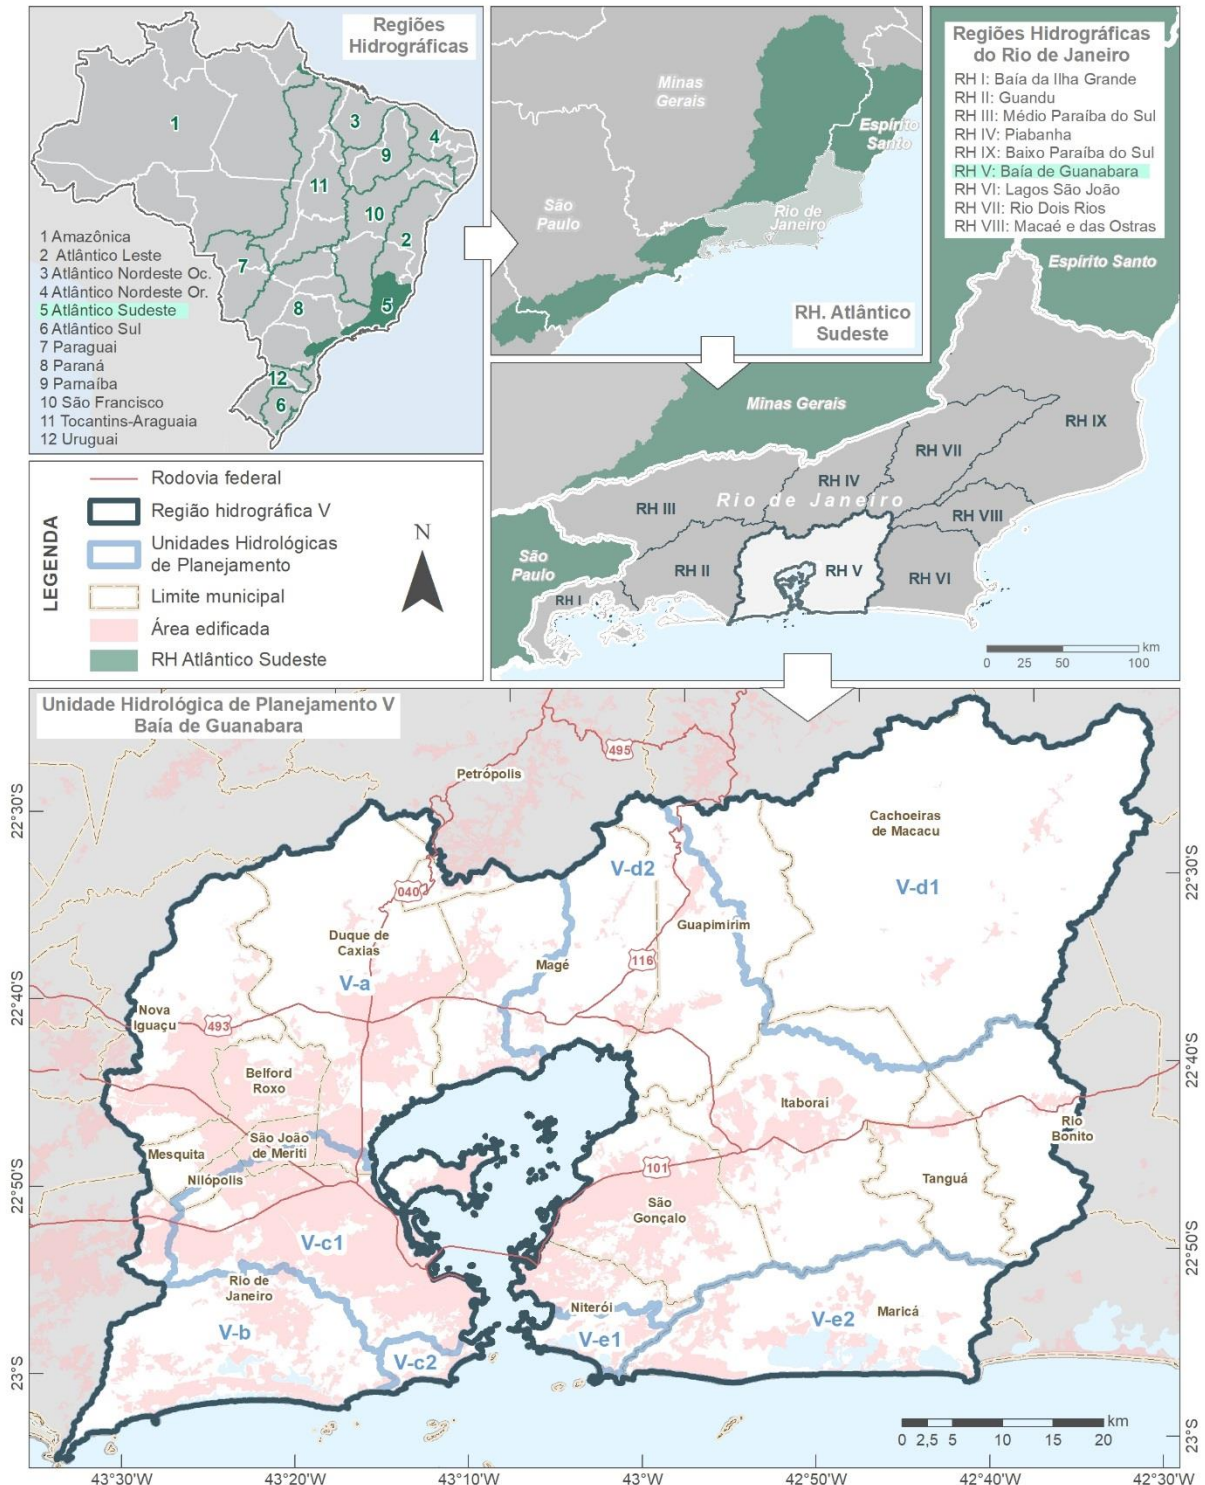 Regiões
Hidrográficas
1
2
3
4
5
6
7
8
9
10
11
12
1 Amazônica
2 Atlântico Leste
3 Atlântico Nordeste Oc.
4 Atlântico Nordeste Or.
5 Atlântico Sudeste
6 Atlântico Sul
7 Paraguai
8 Paraná
9 Parnaíba
10 São Francisco
11 Tocantins-Araguaia
12 Uruguai
Minas
Gerais
Espírito
Santo
São
Paulo
Rio de
Janeiro
RH. Atlântico
Sudeste
Regiões Hidrográficas
do Rio de Janeiro
RH I: Baía da Ilha Grande
RH II: Guandu
RH III: Médio Paraíba do Sul
RH IV: Piabanha
RH IX: Baixo Paraíba do Sul
RH V: Baía de Guanabara
RH VI: Lagos São João
RH VII: Rio Dois Rios
RH VIII: Macaé e das Ostras
Espírito Santo
Minas Gerais
RH IX
RH VII
RH IV
Rio de Janeiro
RH III
RH VIII
São
Paulo
RH II
RH V
RH VI
RH I
km
0 25 50 100
LEGENDA
Rodovia federal
Região hidrográfica V
Unidades Hidrológicas
de Planejamento
Limite municipal
Área edificada
RH Atlântico Sudeste
N
Unidade Hidrológica de Planejamento V
Baía de Guanabara
495
Petrópolis
Cachoeiras
de Macacu
V-d2
V-d1
040
Guapimirim
Duque de
Caxias
116
Magé
V-a
Nova
Iguaçu
493
Belford
Roxo
Itaboraí
Rio
Bonito
São João
de Meriti
Mesquita
101
Nilópolis
Tanguá
São
Gonçalo
V-c1
Rio de
Janeiro
Niterói
Maricá
V-b
V-e1
V-e2
V-c2
km
0 2,5 5 10 15 20
22°30'S
22°40'S
22°50'S
23°S
22°30'S
22°40'S
22°50'S
23°S
43°30'W
43°20'W
43°10'W
43°W
42°50'W
42°40'W
42°30'W